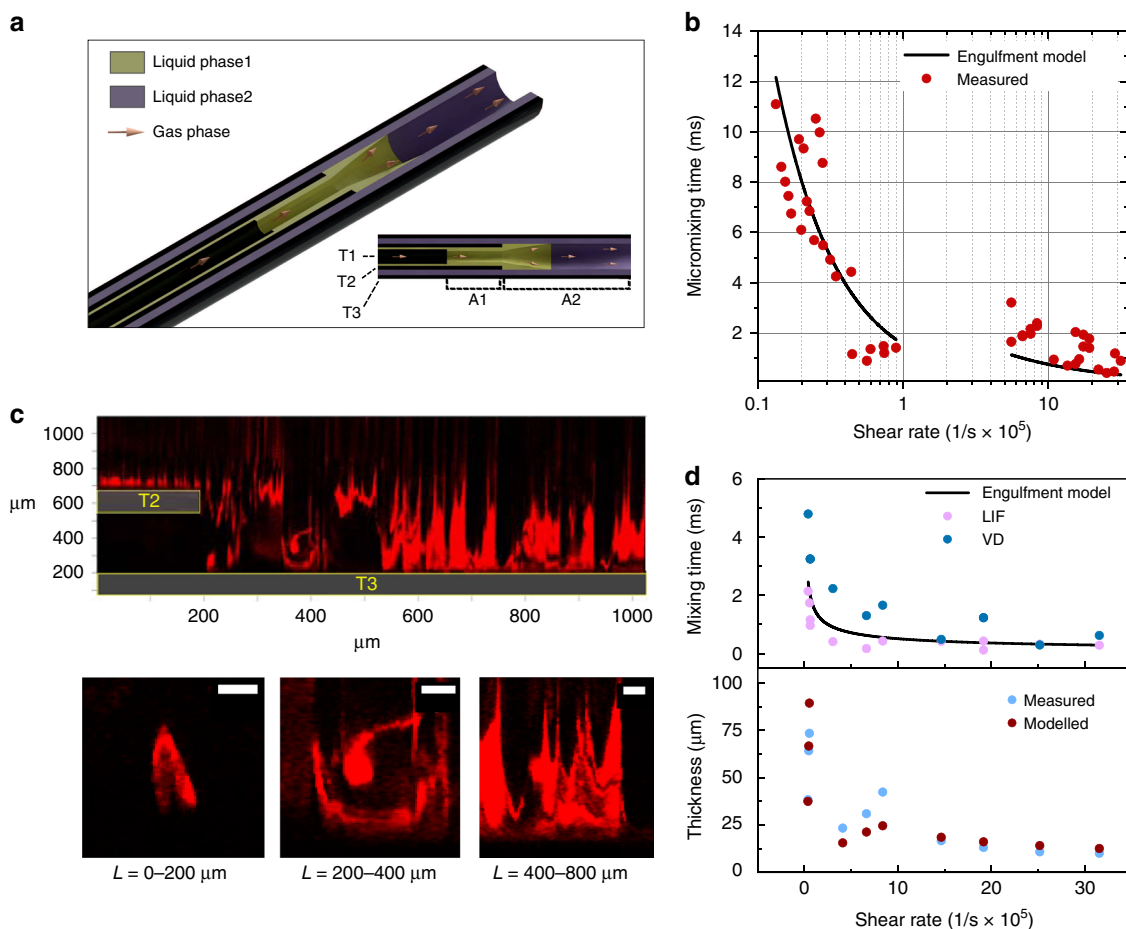 a
Liquid phase1
Liquid phase2
Gas phase
T1
T2
T3
A1
A2
b
14
12
10
8
6
4
2
Micromixing time (ms)
Engulfment model
Measured
0.1
1
10
Shear rate (1/s × 10⁵)
c
1000
800
600
400
200
μm
T2
T3
200
400
600
800
1000
μm
L = 0–200 μm
L = 200–400 μm
L = 400–800 μm
d
6
4
2
0
Mixing time (ms)
Engulfment model
LIF
VD
100
75
50
25
0
Thickness (μm)
Measured
Modelled
0
10
20
30
Shear rate (1/s × 10⁵)